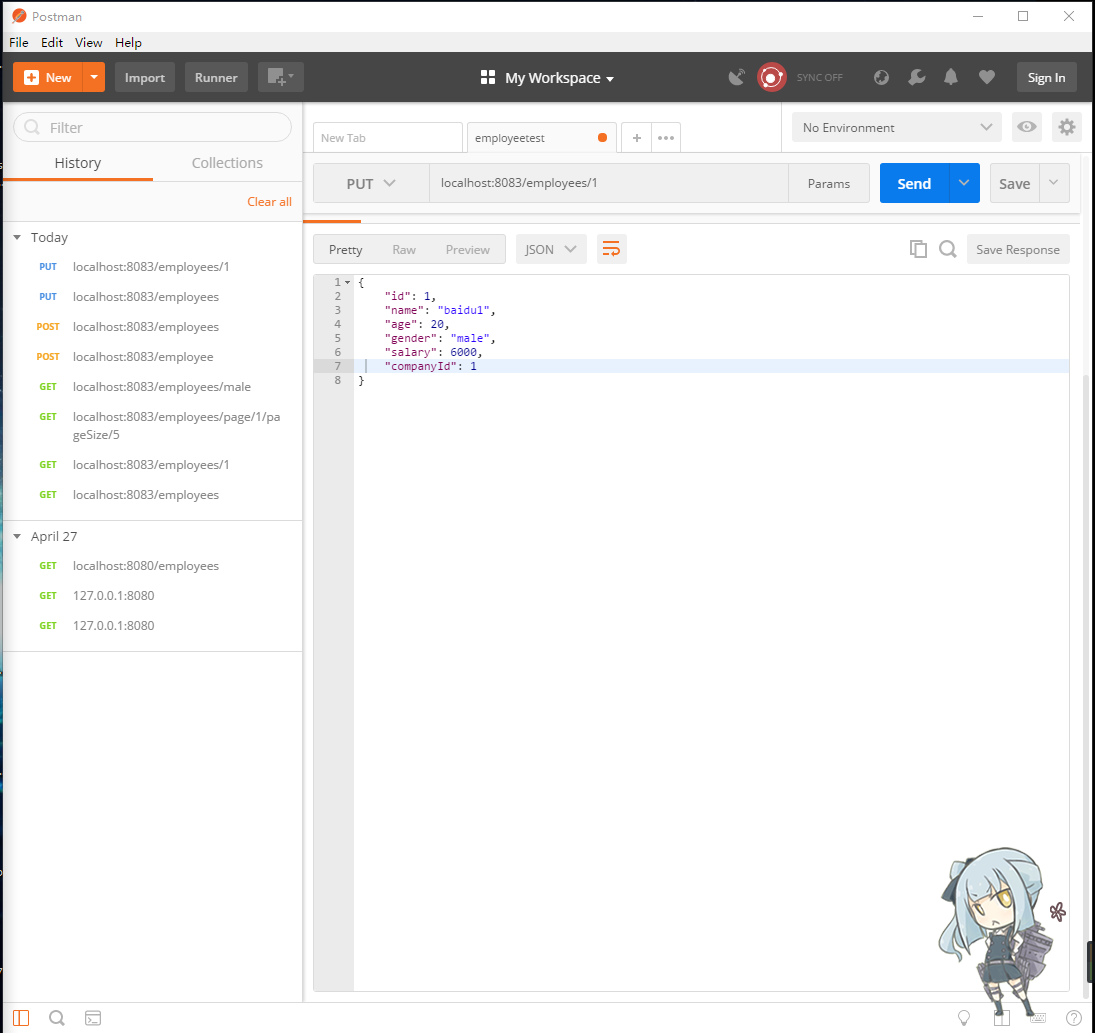 Postman
File Edit View Help
New Import Runner My Workspace SYNC OFF Sign In
Filter
History Collections
Clear all
Today
PUT localhost:8083/employees/1
PUT localhost:8083/employees
POST localhost:8083/employees
POST localhost:8083/employee
GET localhost:8083/employees/male
GET localhost:8083/employees/page/1/pa
geSize/5
GET localhost:8083/employees/1
GET localhost:8083/employees
April 27
GET localhost:8080/employees
GET 127.0.0.1:8080
GET 127.0.0.1:8080
New Tab employeetest + ••• No Environment
PUT localhost:8083/employees/1 Params Send Save
Pretty Raw Preview JSON Save Response
1 {
2 "id": 1,
3 "name": "baidu1",
4 "age": 20,
5 "gender": "male",
6 "salary": 6000,
7 "companyId": 1
8 }